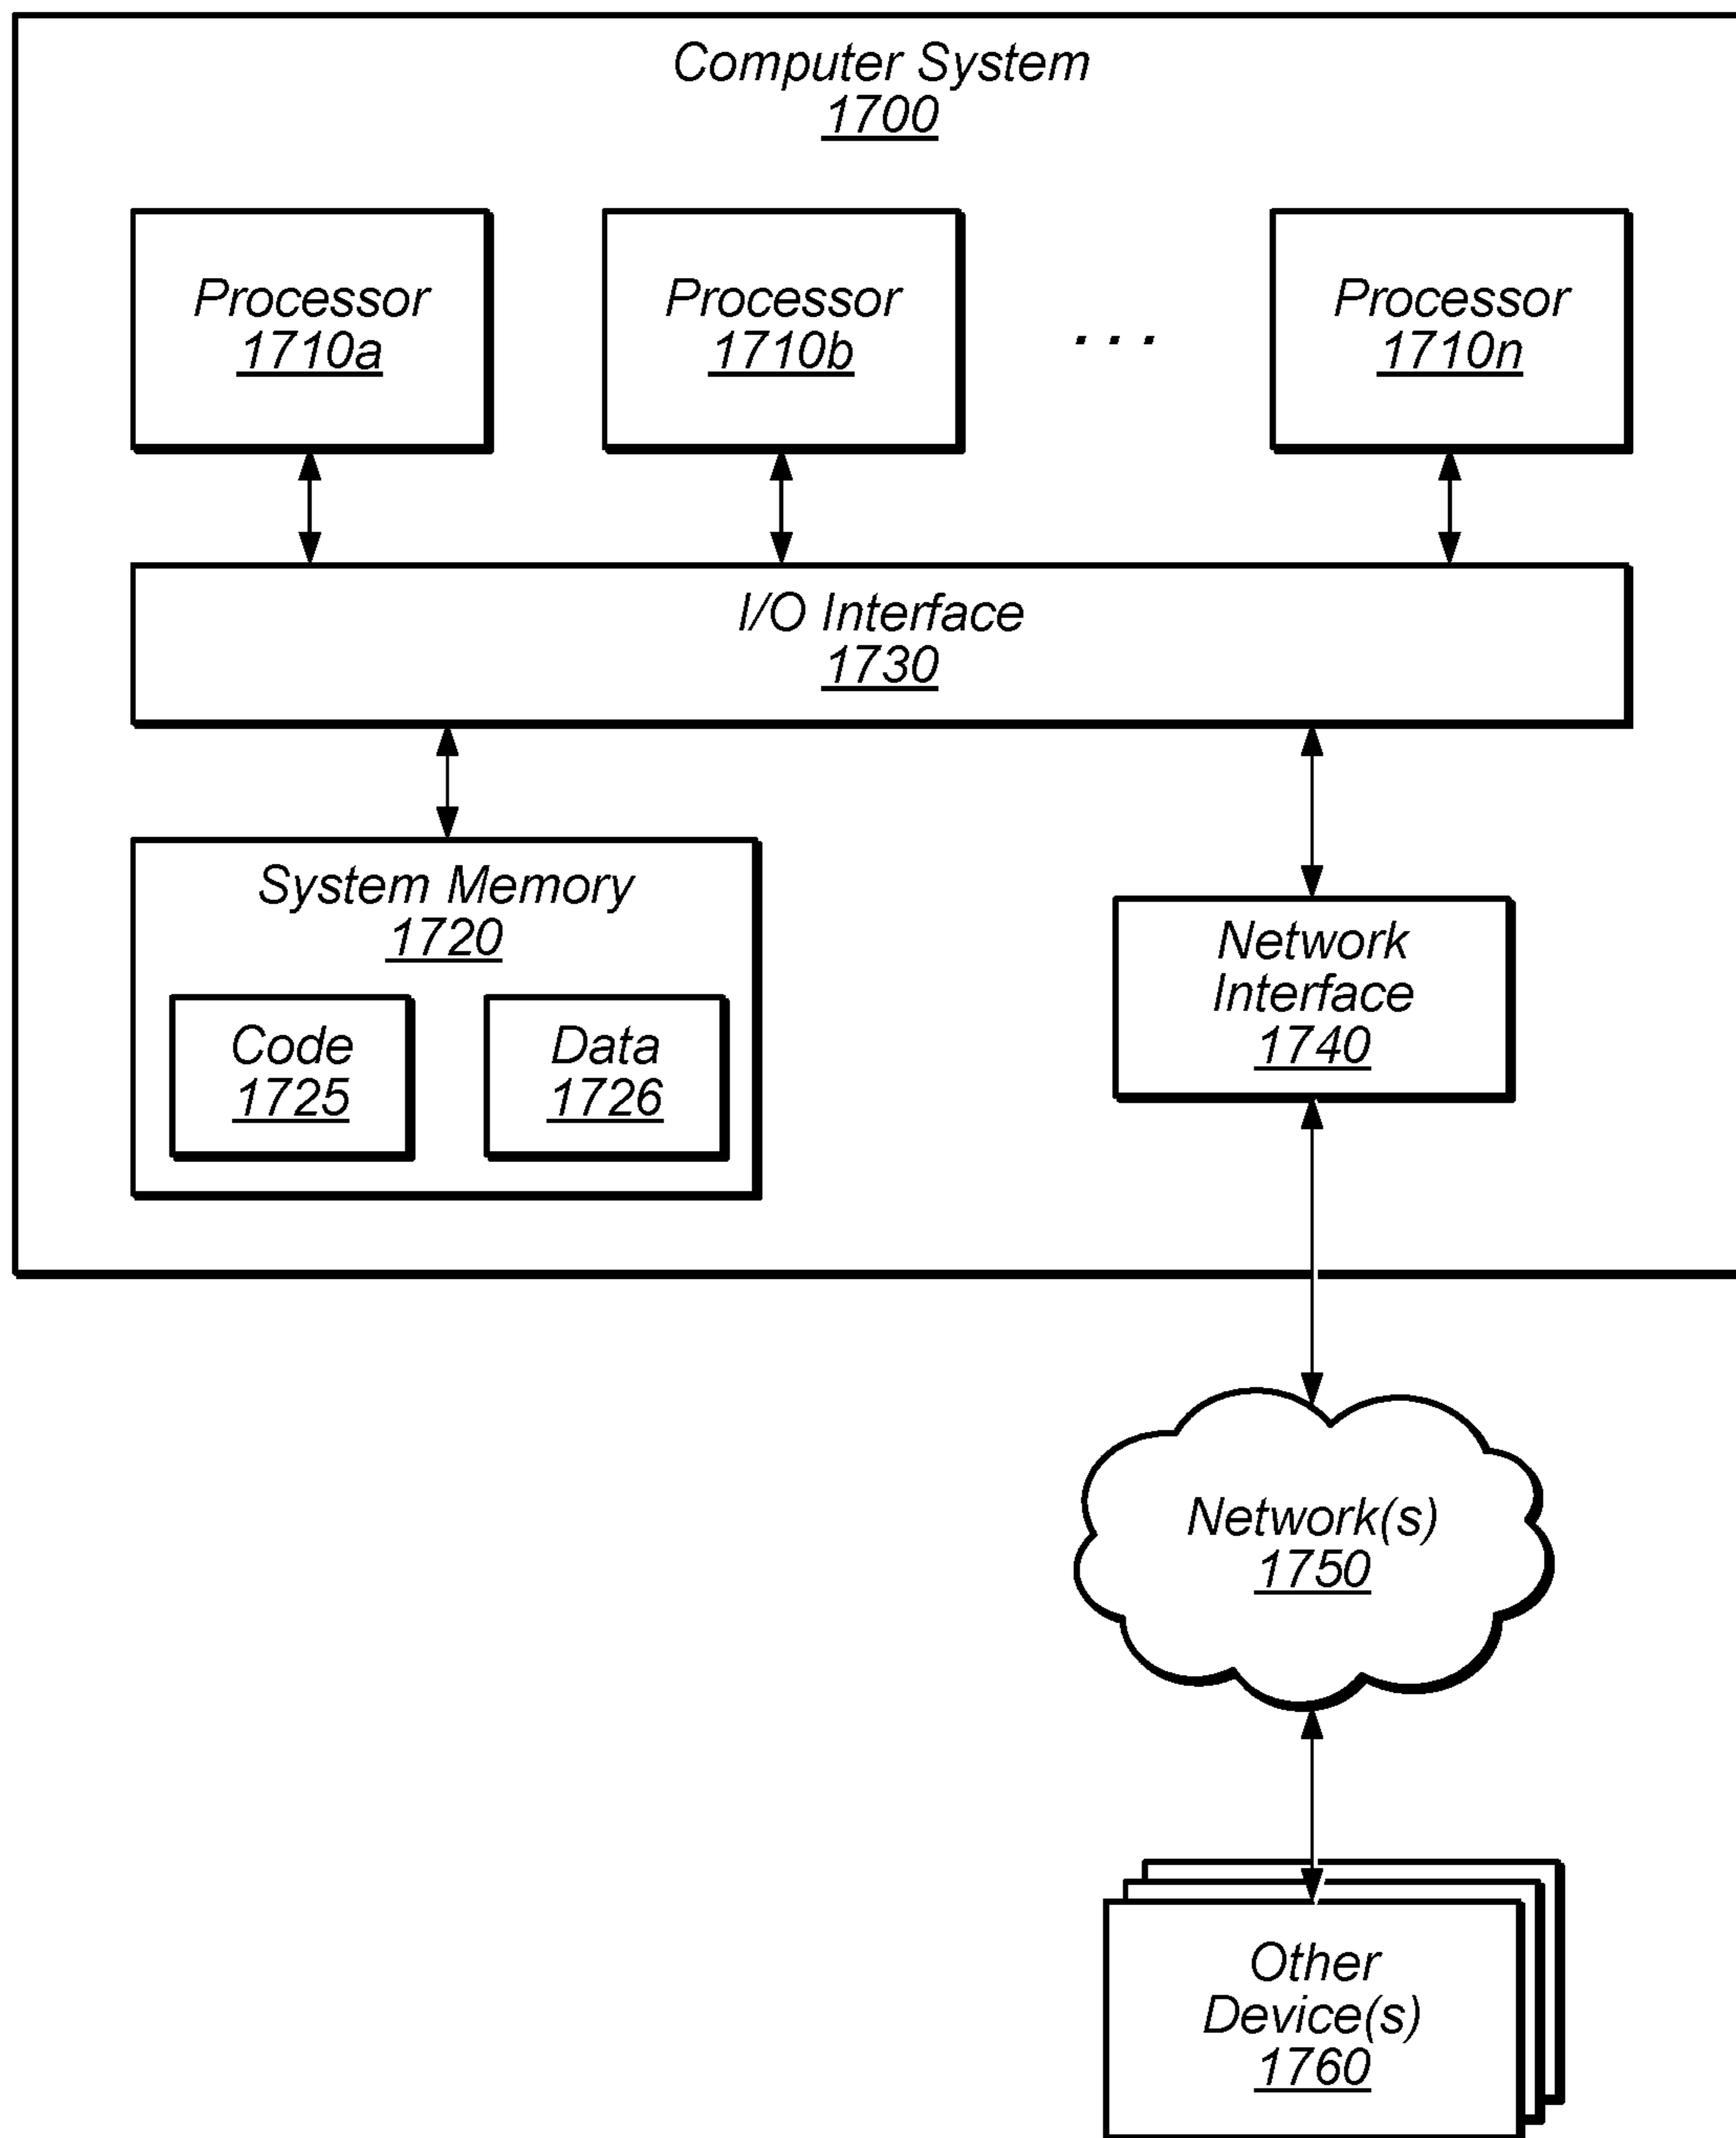 Computer System
1700
Processor
1710a
Processor
1710b
. . .
Processor
1710n
I/O Interface
1730
System Memory
1720
Code
1725
Data
1726
Network
Interface
1740
Network(s)
1750
Other
Device(s)
1760